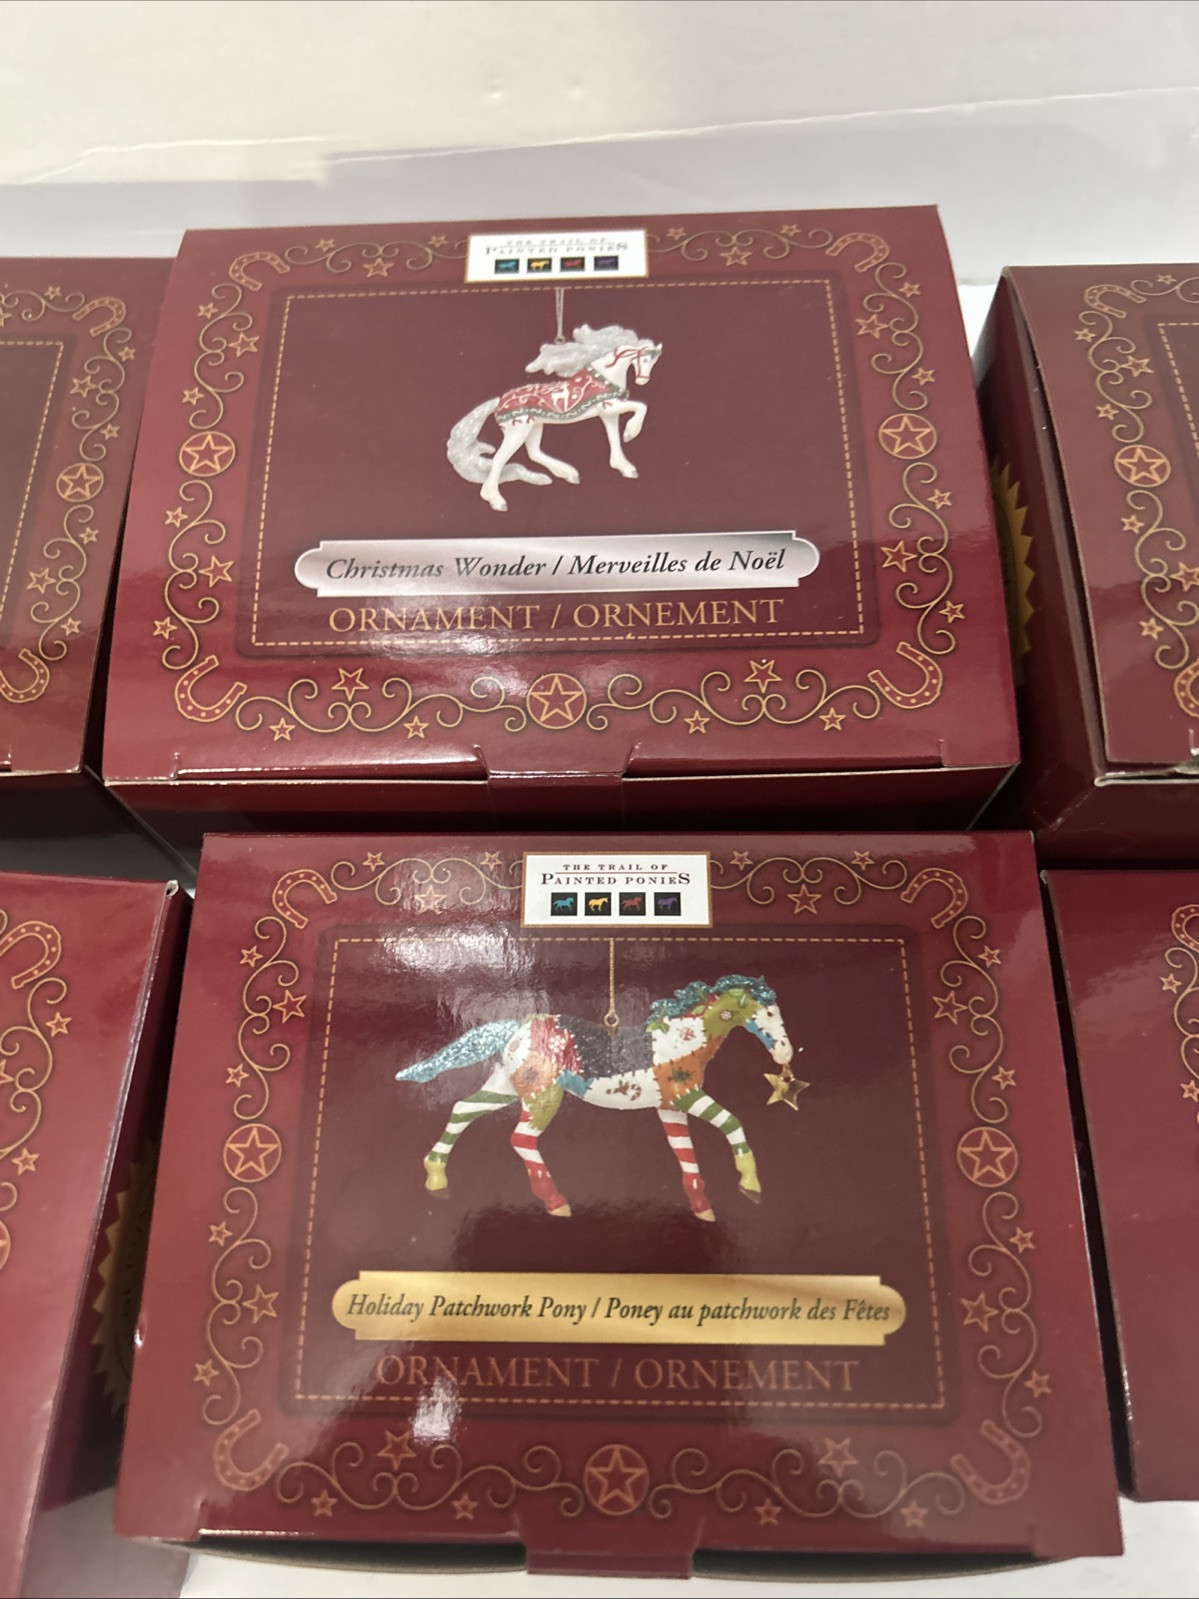 THE TRAIL OF
PAINTED PONIES
Christmas Wonder / Merveilles de Noël
ORNAMENT / ORNEMENT
THE TRAIL OF
PAINTED PONIES
Holiday Patchwork Pony / Poney au patchwork des Fêtes
ORNAMENT / ORNEMENT